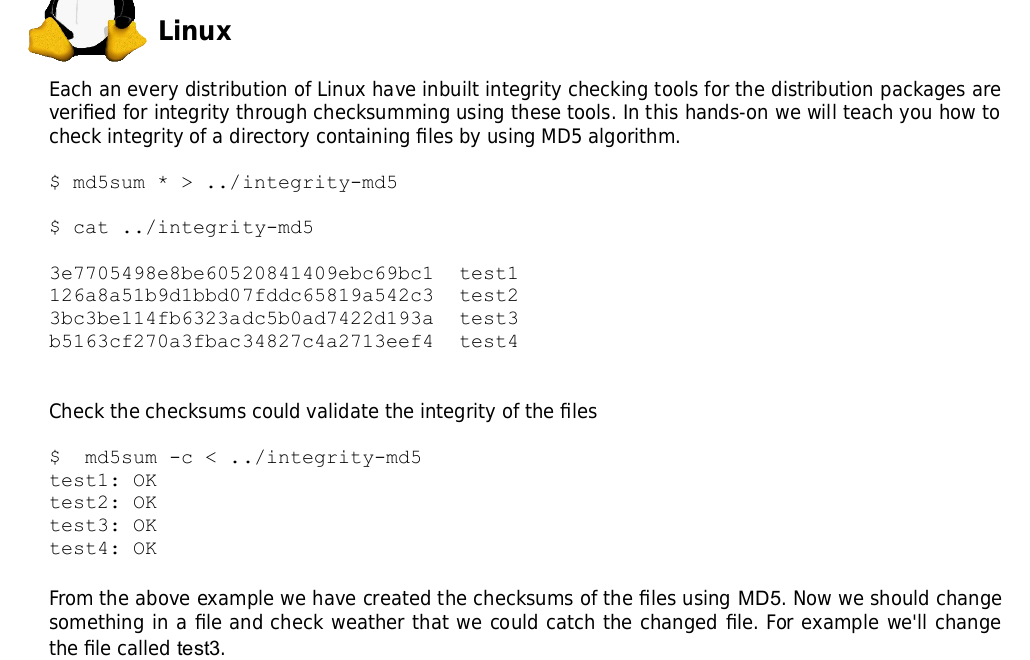 Linux
Each an every distribution of Linux have inbuilt integrity checking tools for the distribution packages are
verified for integrity through checksumming using these tools. In this hands-on we will teach you how to
check integrity of a directory containing files by using MD5 algorithm.
$ md5sum * > ../integrity-md5
$ cat ../integrity-md5
3e7705498e8be60520841409ebc69bc1  test1
126a8a51b9d1bbd07fddc65819a542c3  test2
3bc3be114fb6323adc5b0ad7422d193a  test3
b5163cf270a3fbac34827c4a2713eef4  test4
Check the checksums could validate the integrity of the files
$  md5sum -c < ../integrity-md5
test1: OK
test2: OK
test3: OK
test4: OK
From the above example we have created the checksums of the files using MD5. Now we should change
something in a file and check weather that we could catch the changed file. For example we'll change
the file called test3.